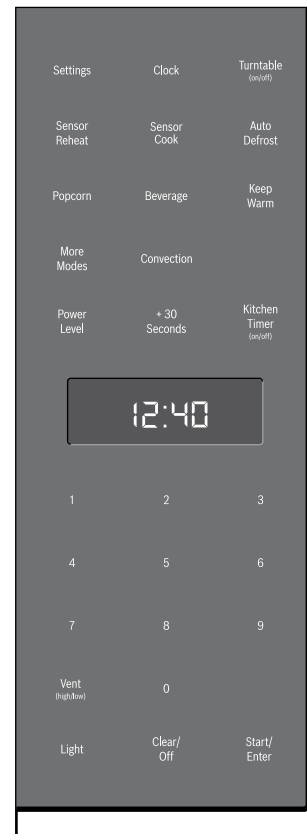 Settings
Clock
Turntable
(on/off)
Sensor
Reheat
Sensor
Cook
Auto
Defrost
Popcorn
Beverage
Keep
Warm
More
Modes
Convection
Power
Level
+ 30
Seconds
Kitchen
Timer
(on/off)
12:40
1
2
3
4
5
6
7
8
9
Vent
(high/low)
0
Light
Clear/
Off
Start/
Enter